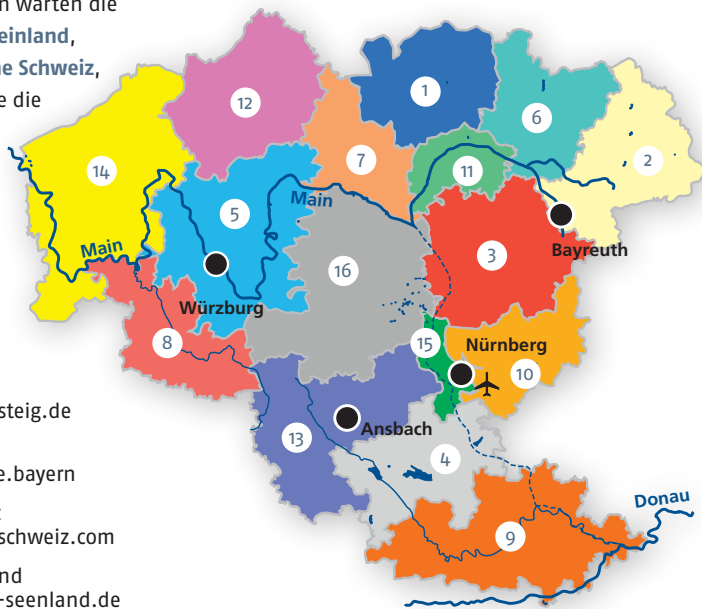 n warten die
einland,
ne Schweiz,
e die
12
1
6
14
7
11
2
5
Main
Main
Bayreuth
3
16
Würzburg
8
15
Nürnberg
10
steig.de
Ansbach
13
4
e.bayern
schweiz.com
Donau
9
nd
-seenland.de